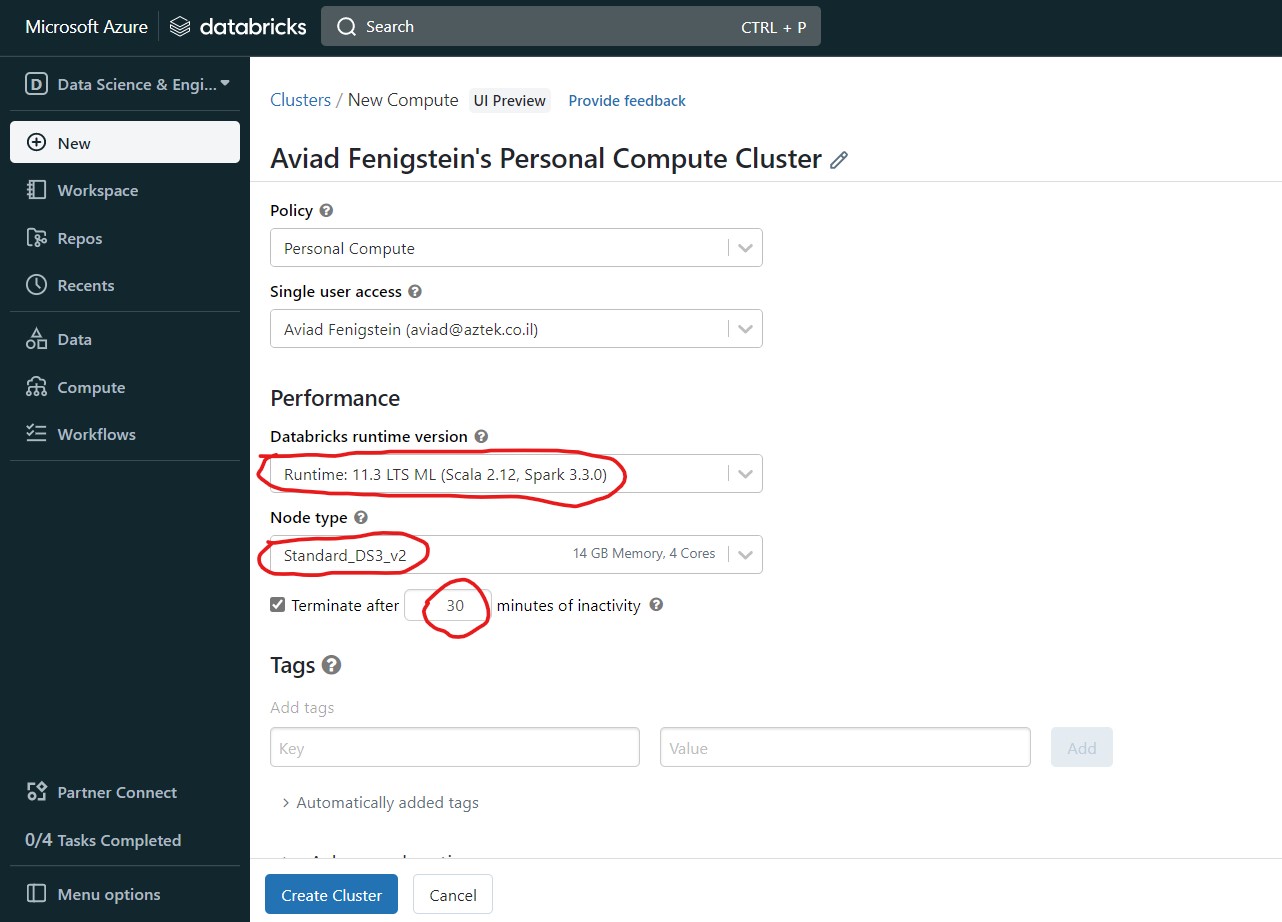 Microsoft Azure databricks Search CTRL + P
D Data Science & Engi...
New
Workspace
Repos
Recents
Data
Compute
Workflows
Partner Connect
0/4 Tasks Completed
Menu options
Clusters / New Compute UI Preview Provide feedback
Aviad Fenigstein's Personal Compute Cluster
Policy ?
Personal Compute
Single user access ?
Aviad Fenigstein (aviad@aztek.co.il)
Performance
Databricks runtime version ?
Runtime: 11.3 LTS ML (Scala 2.12, Spark 3.3.0)
Node type ?
Standard_DS3_v2 14 GB Memory, 4 Cores
Terminate after 30 minutes of inactivity ?
Tags ?
Add tags
Key Value Add
> Automatically added tags
Create Cluster Cancel